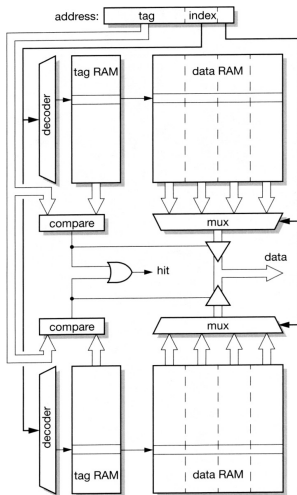 address: tag index
tag RAM data RAM
decoder
compare mux
data
hit
compare mux
decoder
tag RAM data RAM